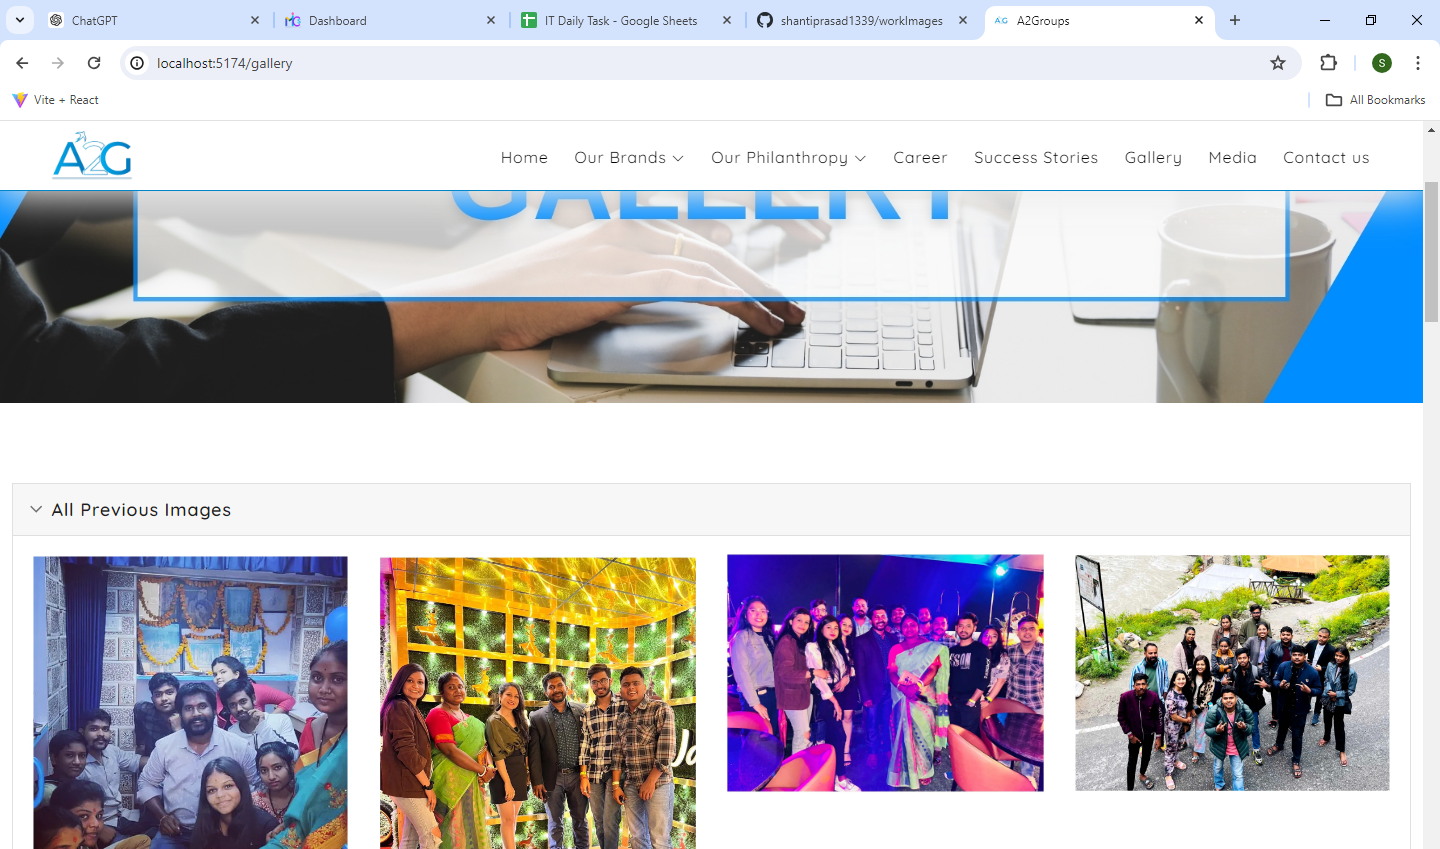 ChatGPT
Dashboard
IT Daily Task - Google Sheets
shantiprasad1339/workImages
A2Groups
localhost:5174/gallery
S
Vite + React
All Bookmarks
A2G
Home
Our Brands
Our Philanthropy
Career
Success Stories
Gallery
Media
Contact us
GALLERY
All Previous Images